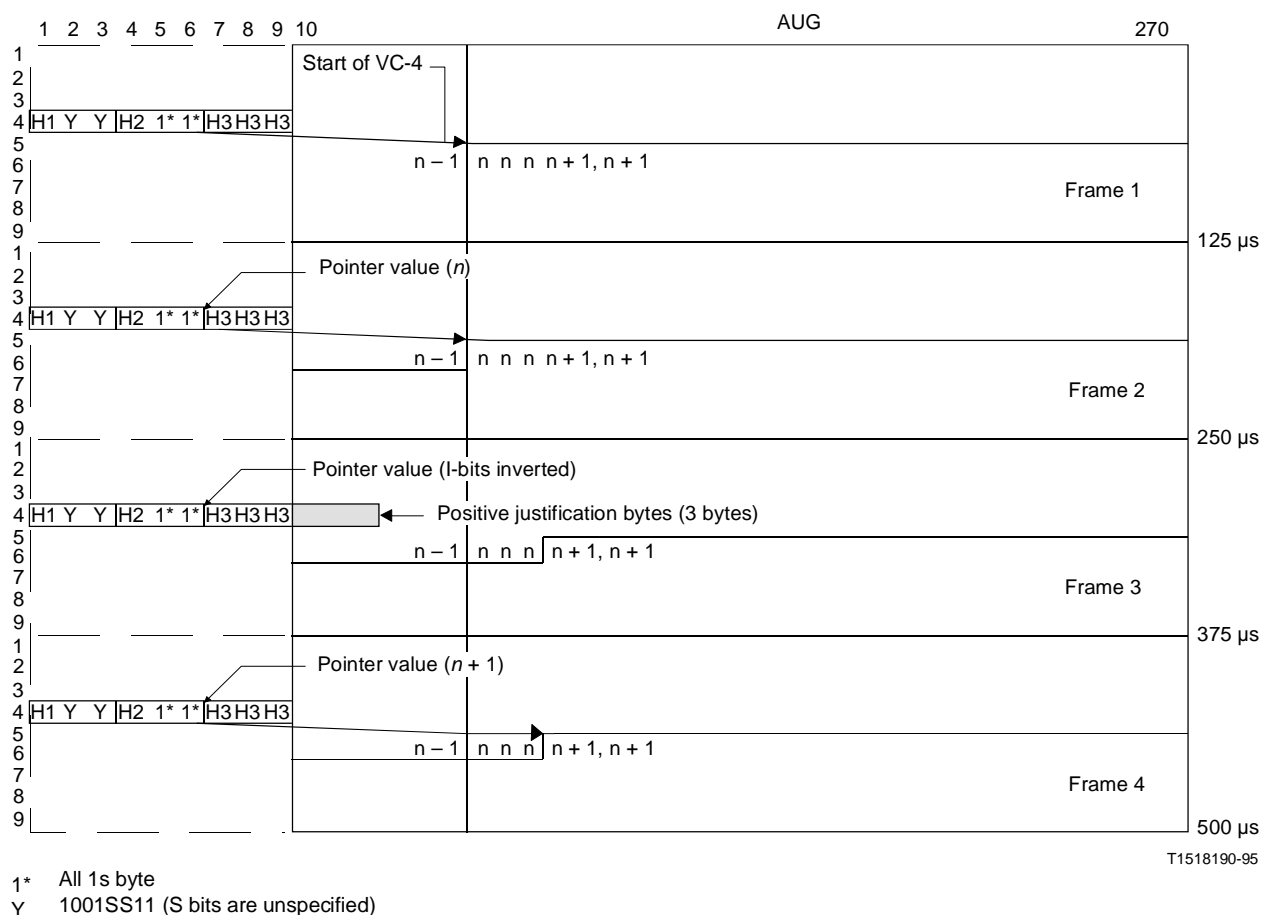 1 2 3 4 5 6 7 8 9 10 AUG 270
1
2
3
4 H1 Y Y H2 1* 1* H3 H3 H3
5
6
7
8
9
Start of VC-4
n – 1 n n n n + 1, n + 1
Frame 1
125 µs
1
2
3
4 H1 Y Y H2 1* 1* H3 H3 H3
5
6
7
8
9
Pointer value (n)
n – 1 n n n n + 1, n + 1
Frame 2
250 µs
1
2
3
4 H1 Y Y H2 1* 1* H3 H3 H3
5
6
7
8
9
Pointer value (I-bits inverted)
Positive justification bytes (3 bytes)
n – 1 n n n n + 1, n + 1
Frame 3
375 µs
1
2
3
4 H1 Y Y H2 1* 1* H3 H3 H3
5
6
7
8
9
Pointer value (n + 1)
n – 1 n n n n + 1, n + 1
Frame 4
500 µs
T1518190-95
1* All 1s byte
Y 1001SS11 (S bits are unspecified)